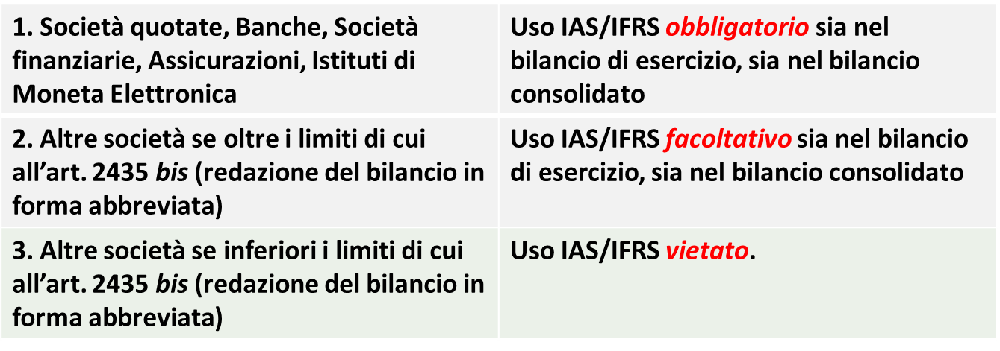 1. Società quotate, Banche, Società
finanziarie, Assicurazioni, Istituti di
Moneta Elettronica
Uso IAS/IFRS obbligatorio sia nel
bilancio di esercizio, sia nel bilancio
consolidato
2. Altre società se oltre i limiti di cui
all’art. 2435 bis (redazione del bilancio in
forma abbreviata)
Uso IAS/IFRS facoltativo sia nel bilancio
di esercizio, sia nel bilancio consolidato
3. Altre società se inferiori i limiti di cui
all’art. 2435 bis (redazione del bilancio in
forma abbreviata)
Uso IAS/IFRS vietato.